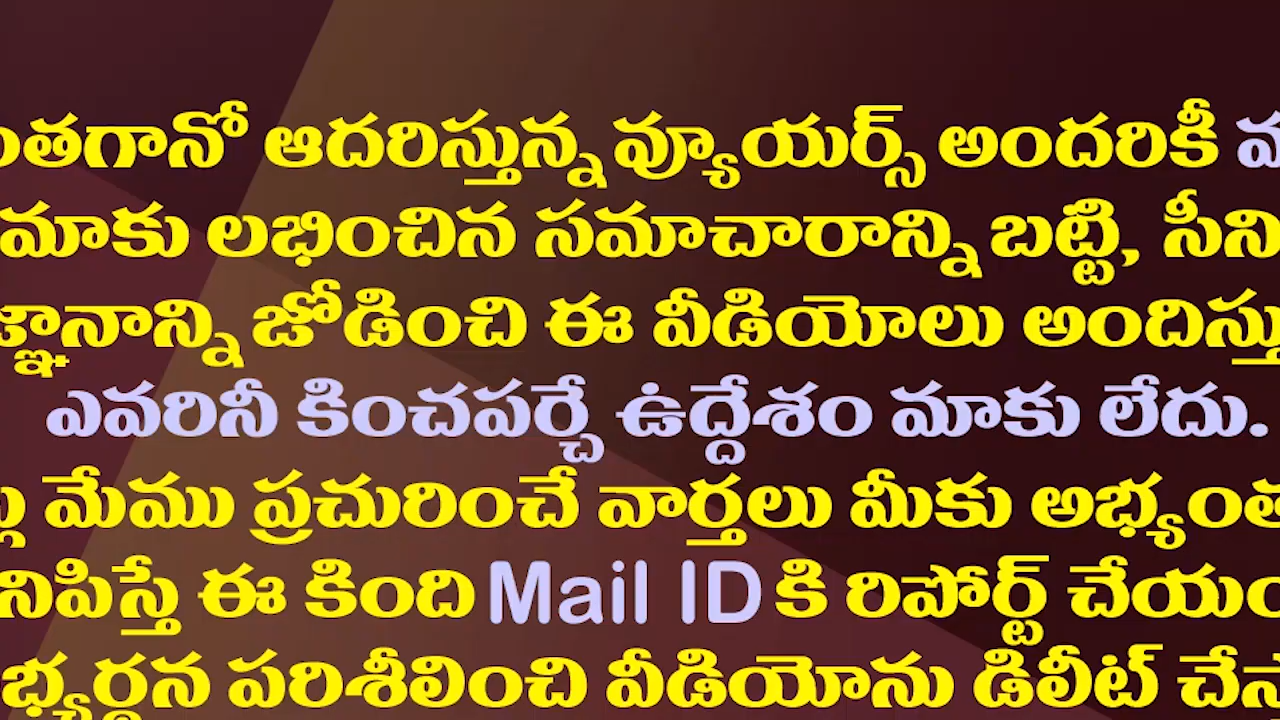 ంతగానో ఆదరిస్తున్న వ్యూయర్స్ అందరికీ
మాకు లభించిన సమాచారాన్ని బట్టి, సీని
జ్ఞానాన్ని జోడించి ఈ వీడియోలు అందిస్తు
ఎవరినీ కించపర్చే ఉద్దేశం మాకు లేదు.
మేము ప్రచురించే వార్తలు మీకు అభ్యంత
నిపిస్తే ఈ కింది Mail ID కి రిపోర్ట్ చేయం
భ్యర్థన పరిశీలించి వీడియోను డిలీట్ చేస